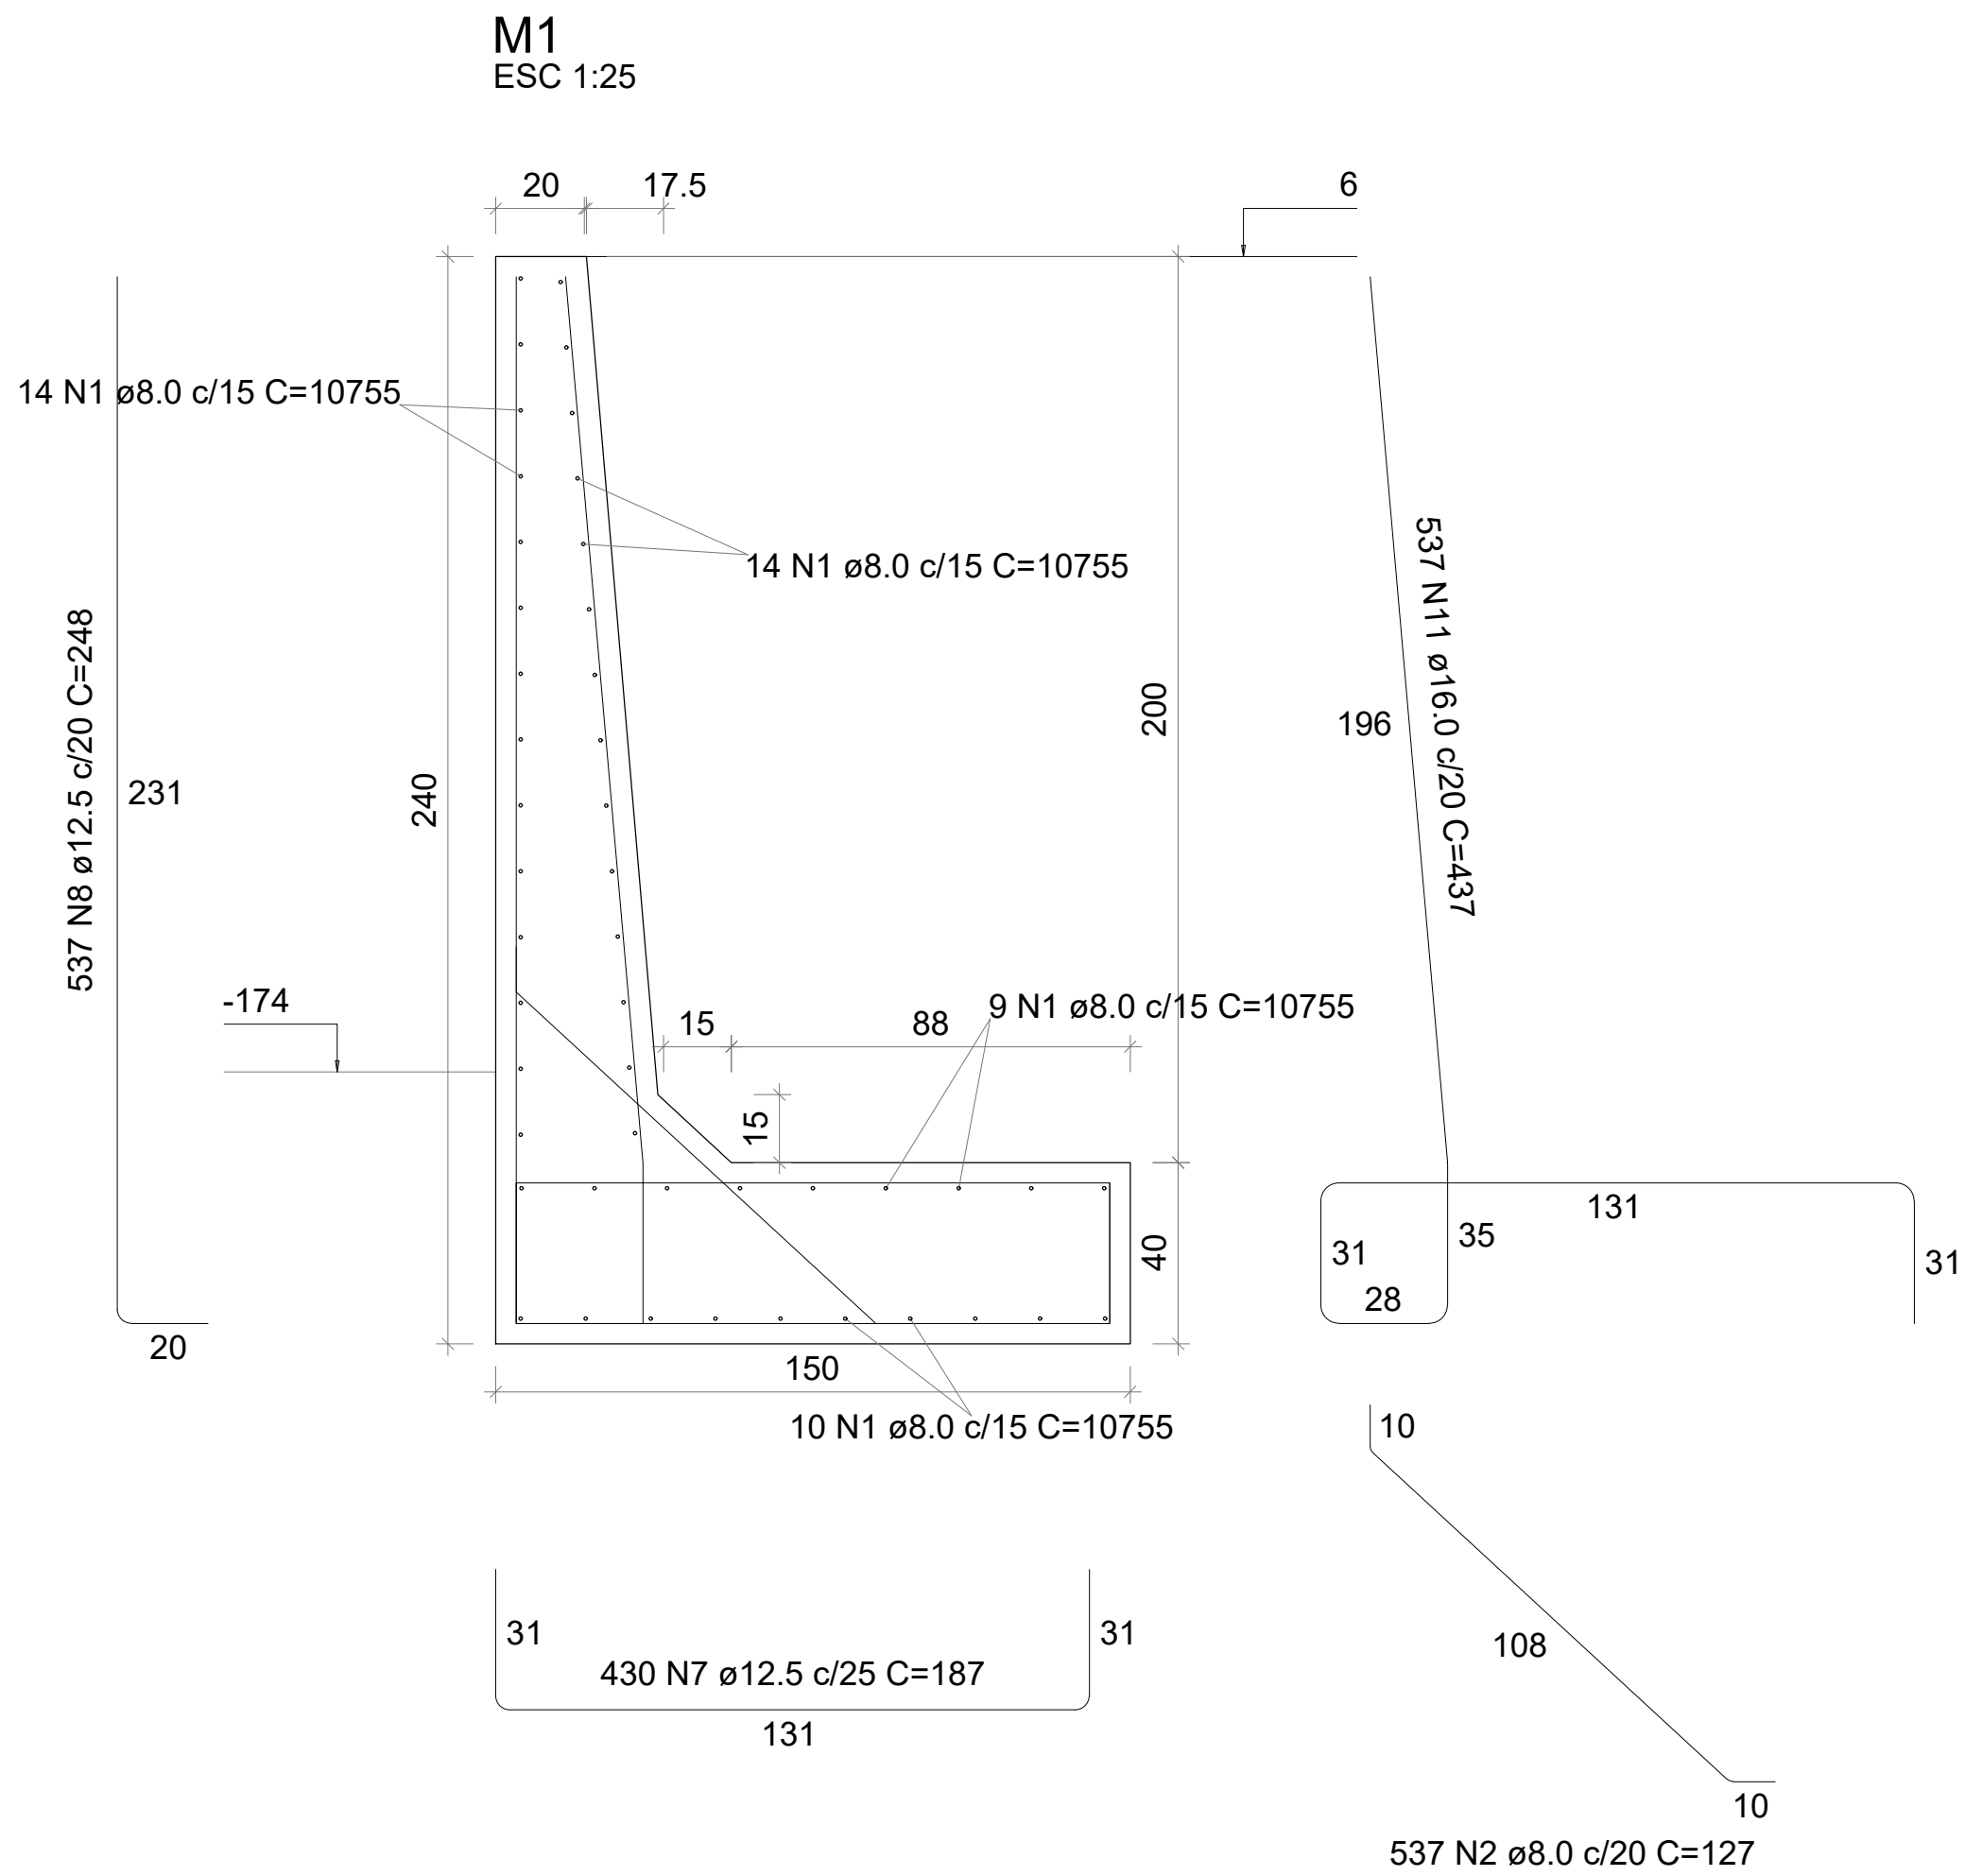 M1
ESC 1:25
20
17.5
6
14 N1 ø8.0 c/15 C=10755
14 N1 ø8.0 c/15 C=10755
537 N11 ø16.0 c/20 C=437
537 N8 ø12.5 c/20 C=248
200
196
231
240
-174
15
88
9 N1 ø8.0 c/15 C=10755
15
131
35
31
40
31
28
20
150
10 N1 ø8.0 c/15 C=10755
10
31
31
108
430 N7 ø12.5 c/25 C=187
131
10
537 N2 ø8.0 c/20 C=127